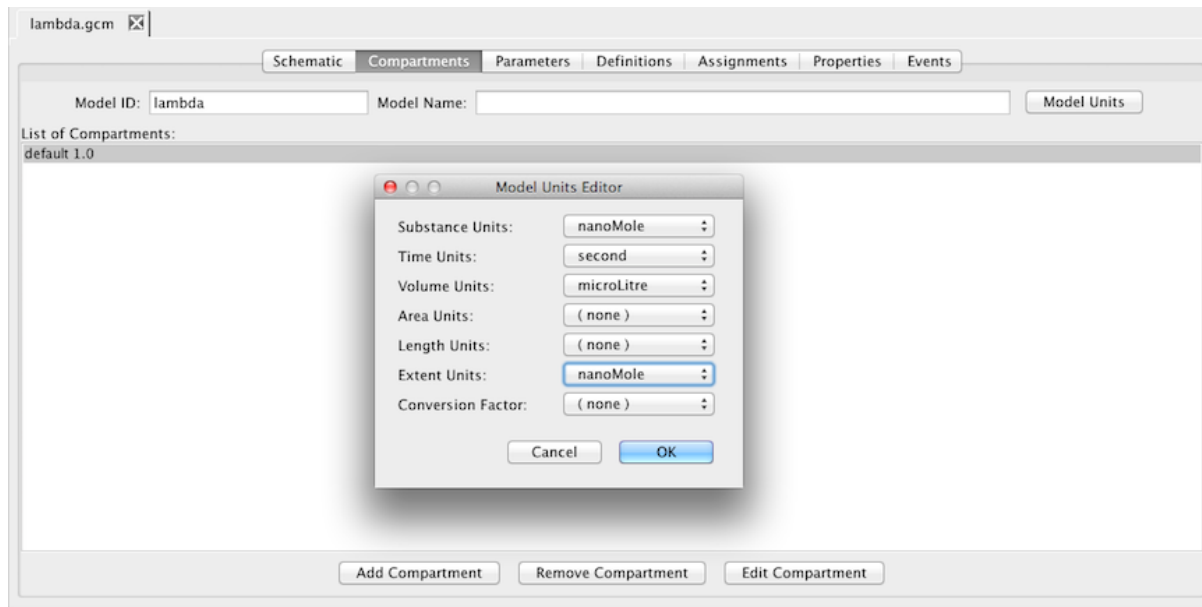 lambda.gcm
Schematic Compartments Parameters Definitions Assignments Properties Events
Model ID: lambda Model Name: Model Units
List of Compartments:
default 1.0
Model Units Editor
Substance Units: nanoMole
Time Units: second
Volume Units: microLitre
Area Units: ( none )
Length Units: ( none )
Extent Units: nanoMole
Conversion Factor: ( none )
Cancel OK
Add Compartment Remove Compartment Edit Compartment